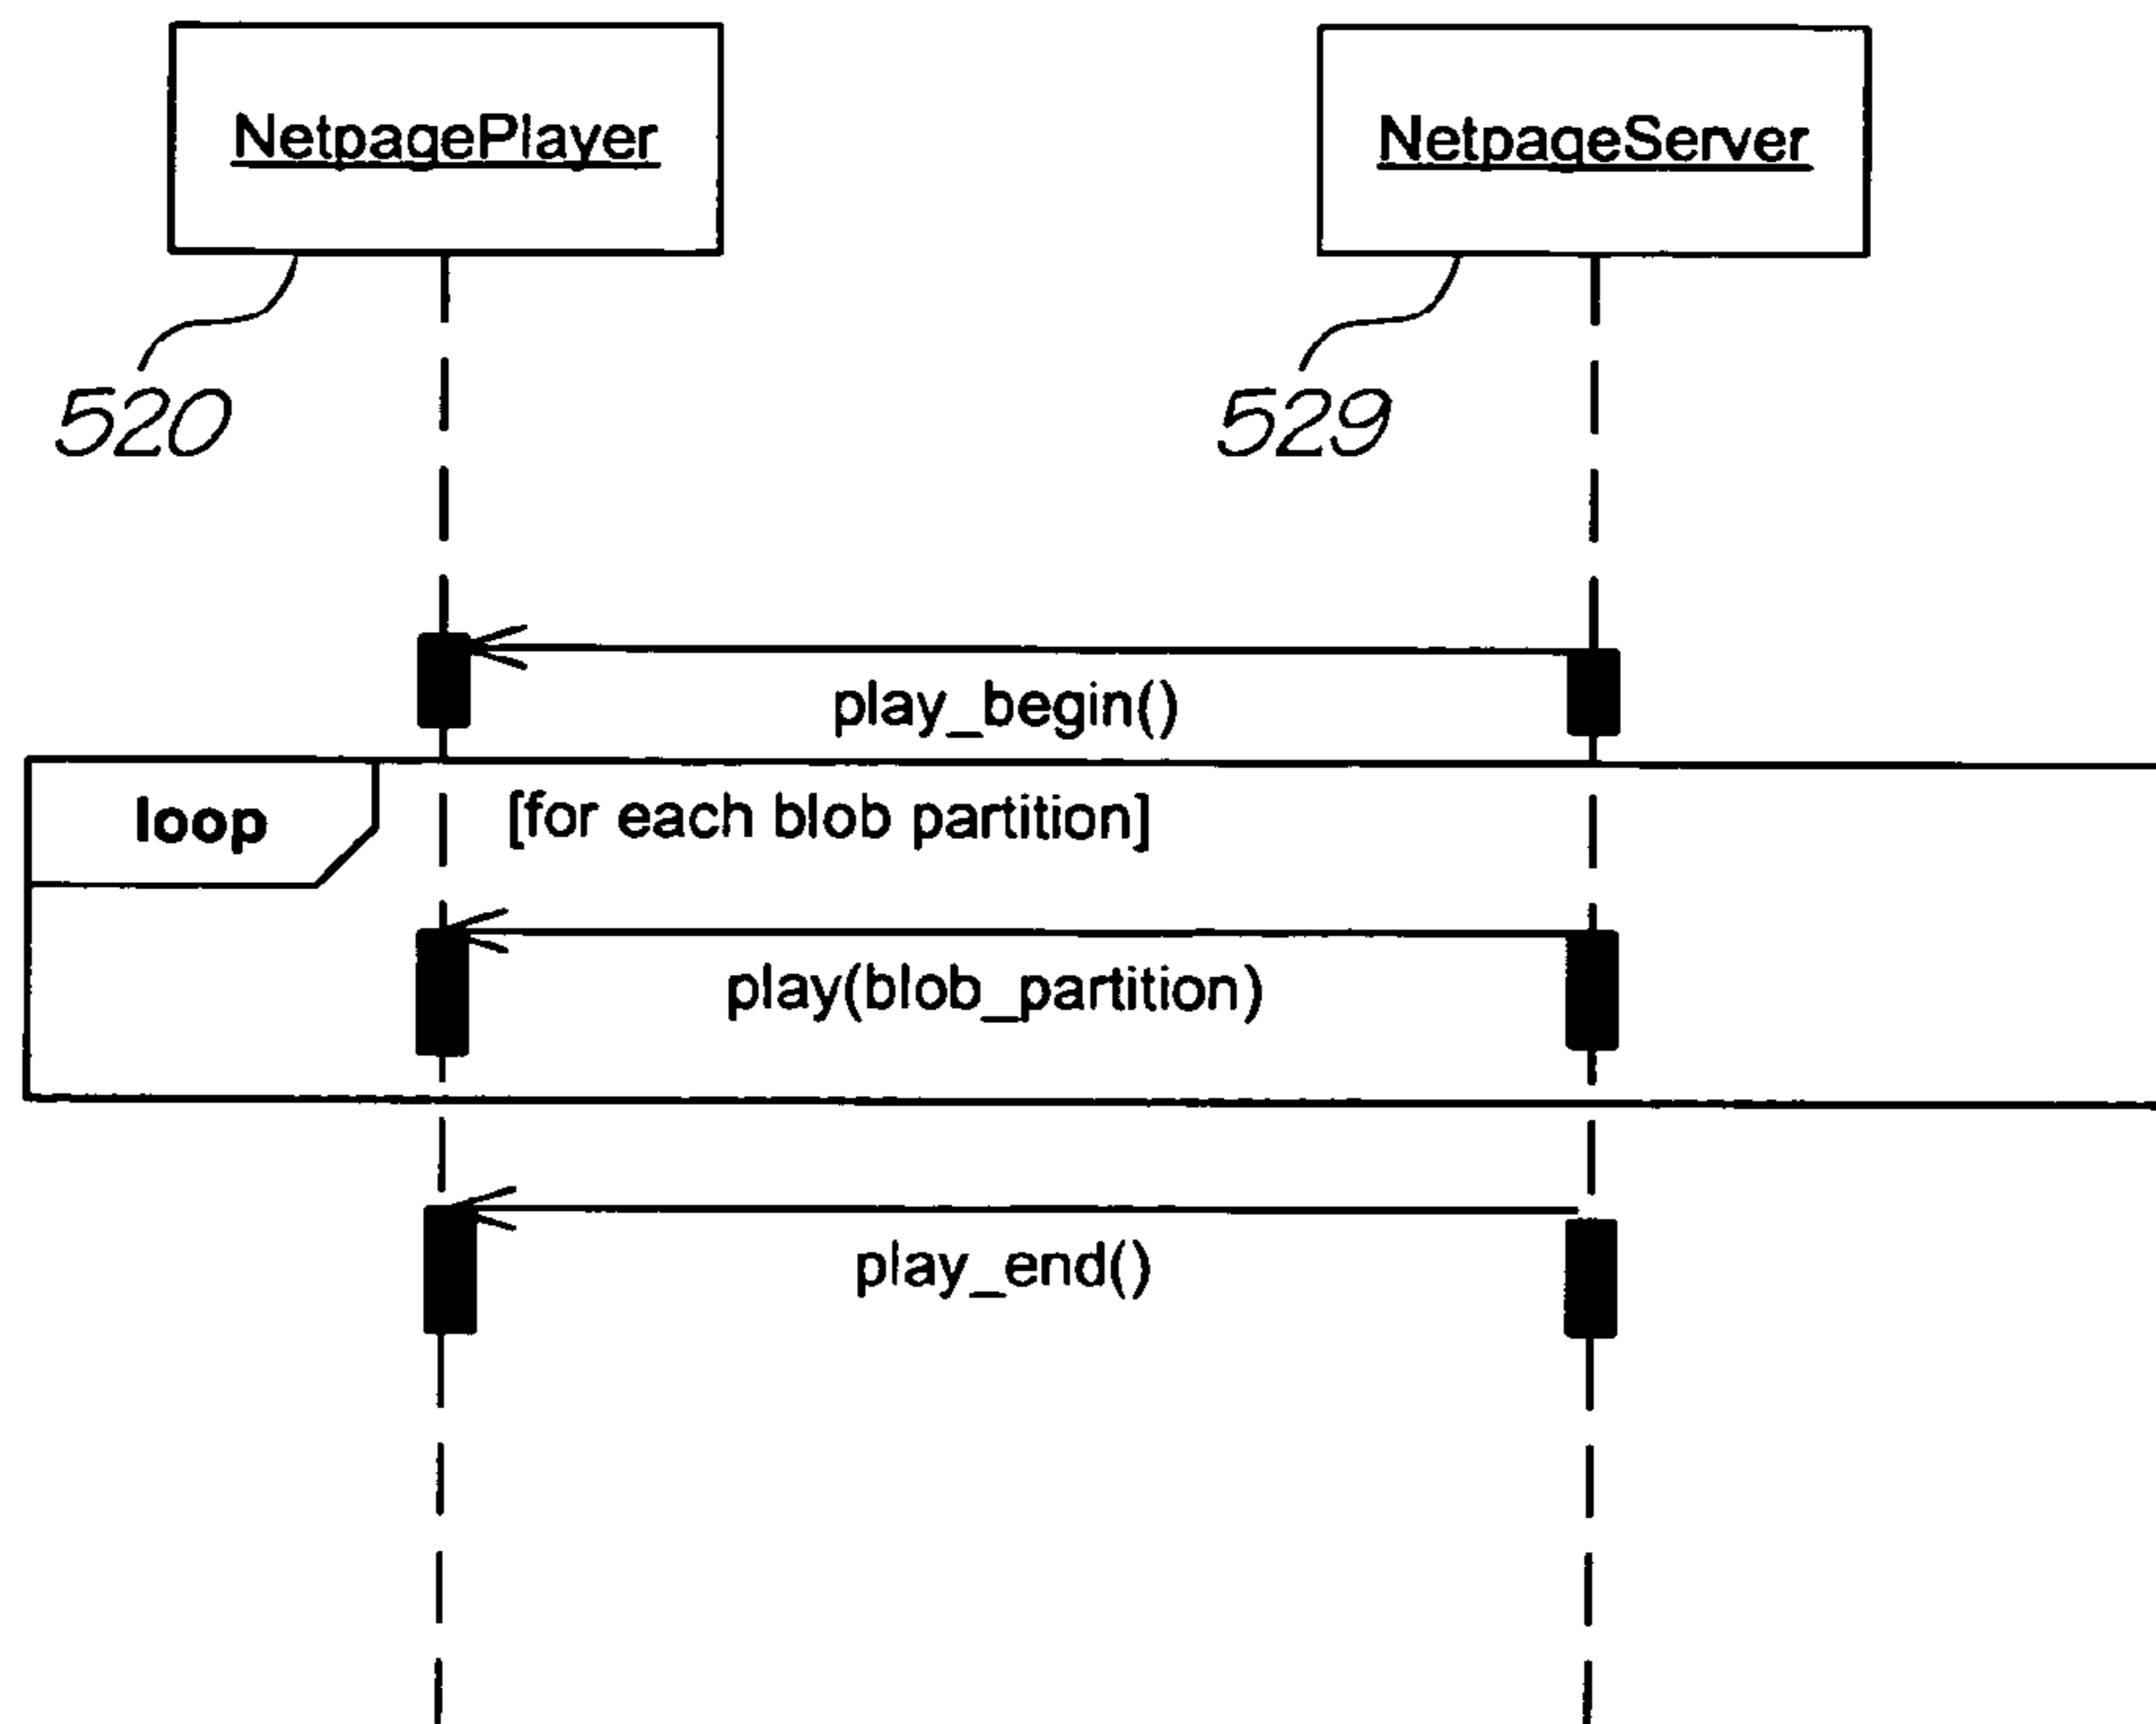 NetpagePlayer
NetpageServer
520
529
play_begin()
loop
[for each blob partition]
play(blob_partition)
play_end()